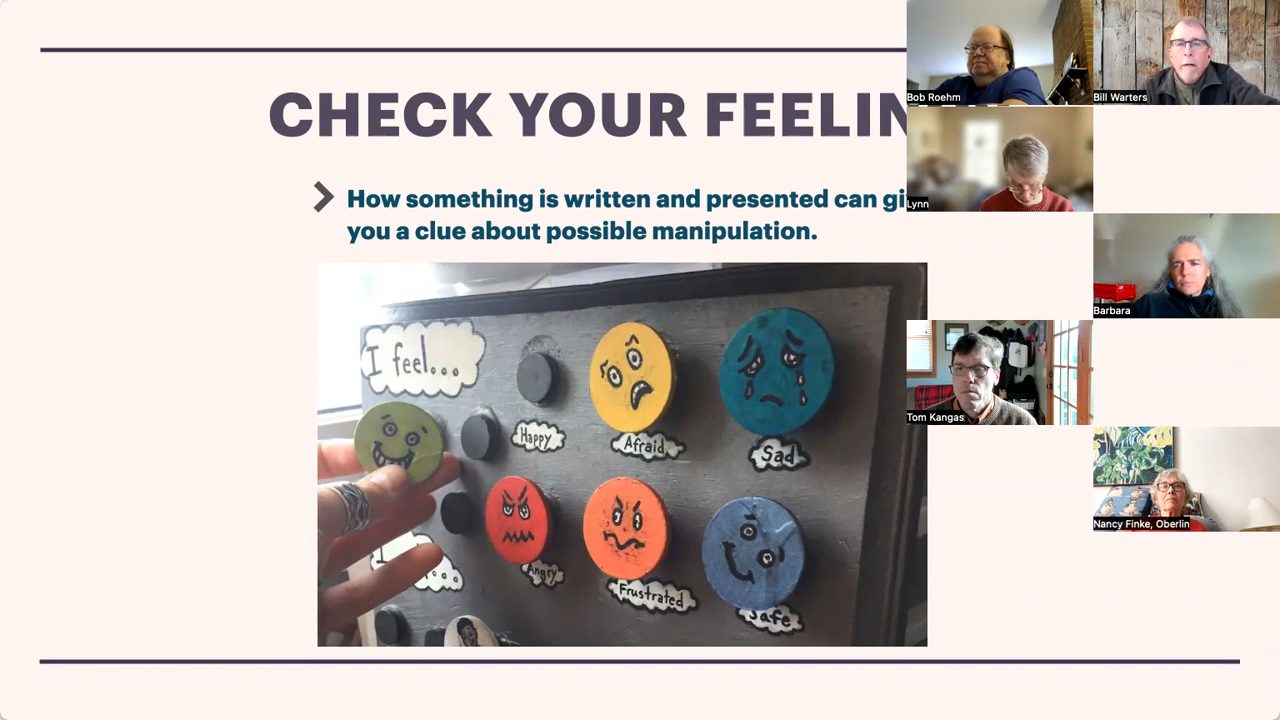 CHECK YOUR FEELIN
How something is written and presented can gi
you a clue about possible manipulation.
I feel...
Happy
Afraid
Sad
Angry
Frustrated
Safe
Bob Roehm
Bill Warters
Lynn
Barbara
Tom Kangas
Nancy Finke, Oberlin